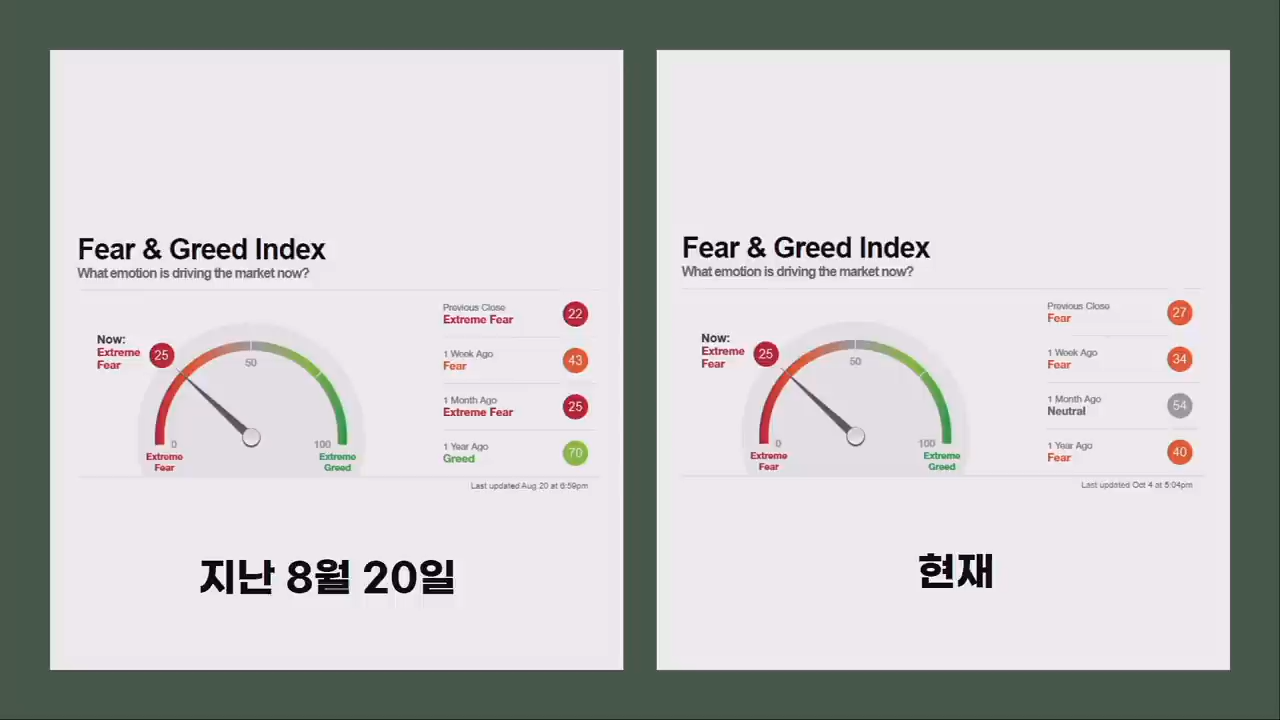 Fear & Greed Index
What emotion is driving the market now?
Previous Close
Extreme Fear
22
Now:
Extreme
Fear
25
50
1 Week Ago
Fear
43
1 Month Ago
Extreme Fear
25
0
100
1 Year Ago
Greed
70
Extreme
Fear
Extreme
Greed
Last updated Aug 20 at 6:59pm
지난 8월 20일
Fear & Greed Index
What emotion is driving the market now?
Previous Close
Fear
27
Now:
Extreme
Fear
25
50
1 Week Ago
Fear
34
1 Month Ago
Neutral
54
0
100
1 Year Ago
Fear
40
Extreme
Fear
Extreme
Greed
Last updated Oct 4 at 5:04pm
현재